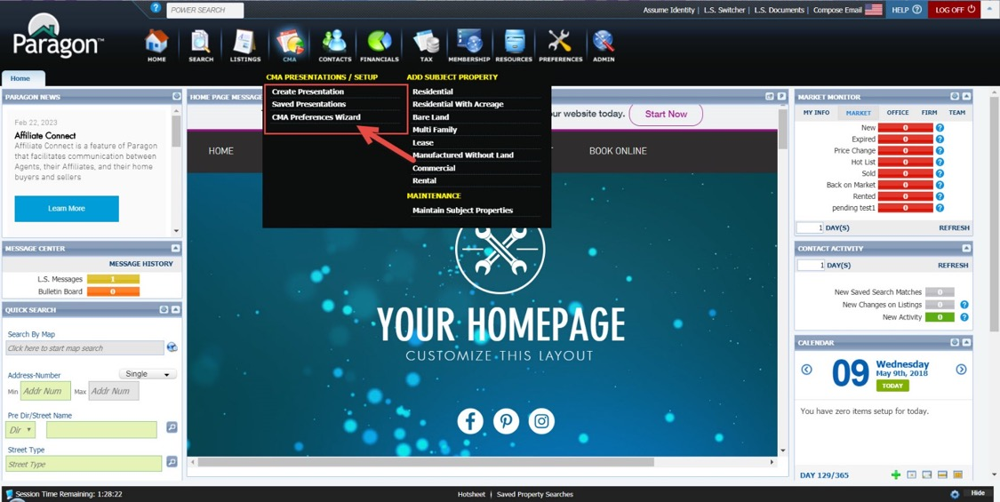 POWER SEARCH
Assume Identity | L.S. Switcher | L.S. Documents | Compose Email
HELP ?
LOG OFF
Paragon™
HOME
SEARCH
LISTINGS
CMA
CONTACTS
FINANCIALS
TAX
MEMBERSHIP
RESOURCES
PREFERENCES
ADMIN
Home
CMA PRESENTATIONS / SETUP
Create Presentation
Saved Presentations
CMA Preferences Wizard
ADD SUBJECT PROPERTY
Residential
Residential With Acreage
Bare Land
Multi Family
Lease
Manufactured Without Land
Commercial
Rental
MAINTENANCE
Maintain Subject Properties
PARAGON NEWS
Feb 22, 2023
Affiliate Connect
Affiliate Connect is a feature of Paragon
that facilitates communication between
Agents, their Affiliates, and their home
buyers and sellers
Learn More
MESSAGE CENTER
MESSAGE HISTORY
L.S. Messages 1
Bulletin Board 0
QUICK SEARCH
Search By Map
Click here to start map search
Address-Number
Single
Min Addr Num Max Addr Num
Pre Dir/Street Name
Dir
Street Type
Street Type
HOME PAGE MESSAGE
our website today.
Start Now
HOME
BOOK ONLINE
YOUR HOMEPAGE
CUSTOMIZE THIS LAYOUT
MARKET MONITOR
MY INFO MARKET OFFICE FIRM TEAM
New 0 ?
Expired 0 ?
Price Change 0 ?
Hot List 0 ?
Sold 0 ?
Back on Market 0 ?
Rented 0 ?
pending test1 0 ?
1 DAY(S) REFRESH
CONTACT ACTIVITY
1 DAY(S) REFRESH
New Saved Search Matches 0
New Changes on Listings 0 ?
New Activity 0 ?
CALENDAR
09
Wednesday
May 9th, 2018
TODAY
You have zero items setup for today.
DAY 129/365
Session Time Remaining: 1:28:22
Hotsheet | Saved Property Searches
Hide